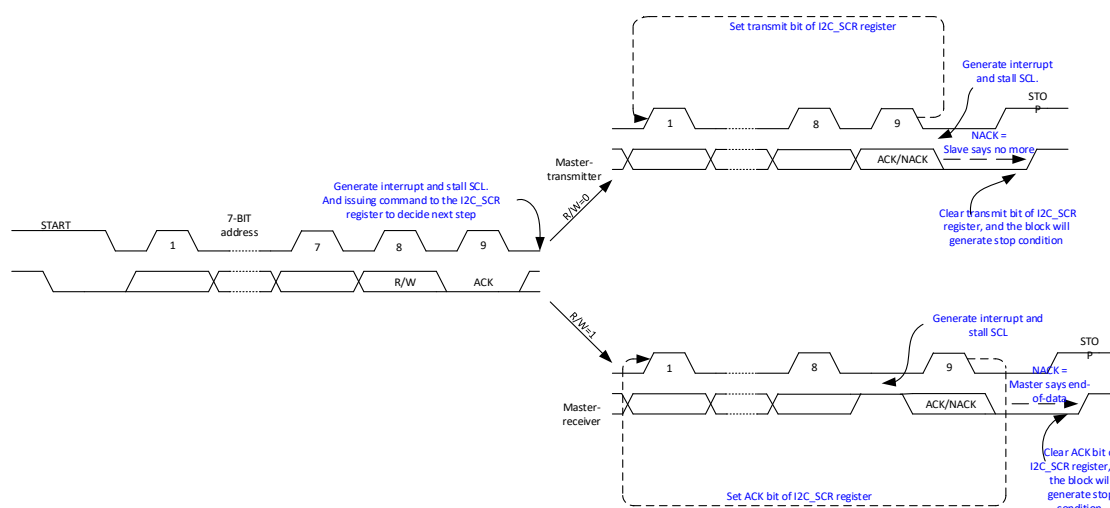 Set transmit bit of I2C_SCR register
Generate interrupt
and stall SCL.
STO
P
1
8
9
NACK =
Slave says no more
ACK/NACK
Master-
transmitter
R/W=0
Clear transmit bit of I2C_SCR
register, and the block will
generate stop condition
Generate interrupt and stall SCL.
And issuing command to the I2C_SCR
register to decide next step
START
7-BIT
address
1
7
8
9
R/W
ACK
R/W=1
Generate interrupt and
stall SCL
STO
P
1
8
9
NACK =
Master says end-
of-data
ACK/NACK
Master-
receiver
Clear ACK bit
I2C_SCR register,
the block will
generate stop
condition
Set ACK bit of I2C_SCR register